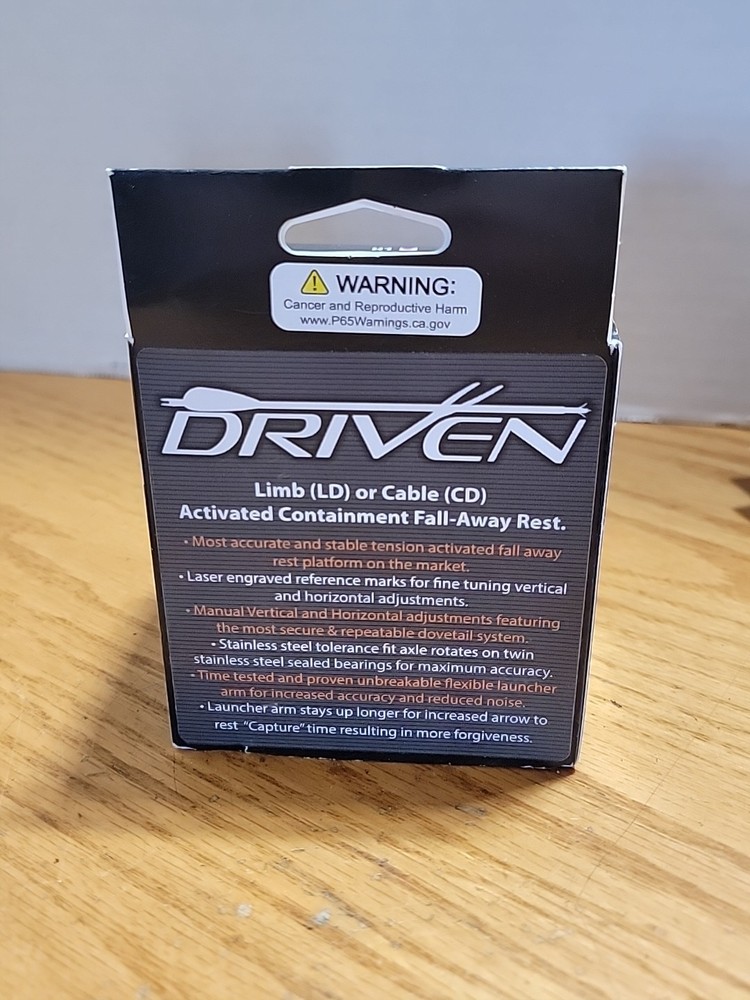 WARNING:
Cancer and Reproductive Harm
www.P65Warnings.ca.gov
DRIVEN
Limb (LD) or Cable (CD)
Activated Containment Fall-Away Rest.
• Most accurate and stable tension activated fall away
rest platform on the market.
• Laser engraved reference marks for fine tuning vertical
and horizontal adjustments.
• Manual Vertical and Horizontal adjustments featuring
the most secure & repeatable dovetail system.
• Stainless steel tolerance fit axle rotates on twin
stainless steel sealed bearings for maximum accuracy.
• Time tested and proven unbreakable flexible launcher
arm for increased accuracy and reduced noise.
• Launcher arm stays up longer for increased arrow to
rest "Capture" time resulting in more forgiveness.